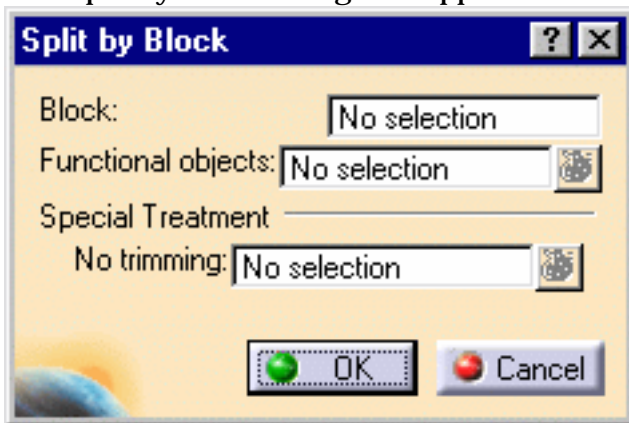 Split by Block ? X
Block: No selection
Functional objects: No selection
Special Treatment
No trimming: No selection
OK Cancel